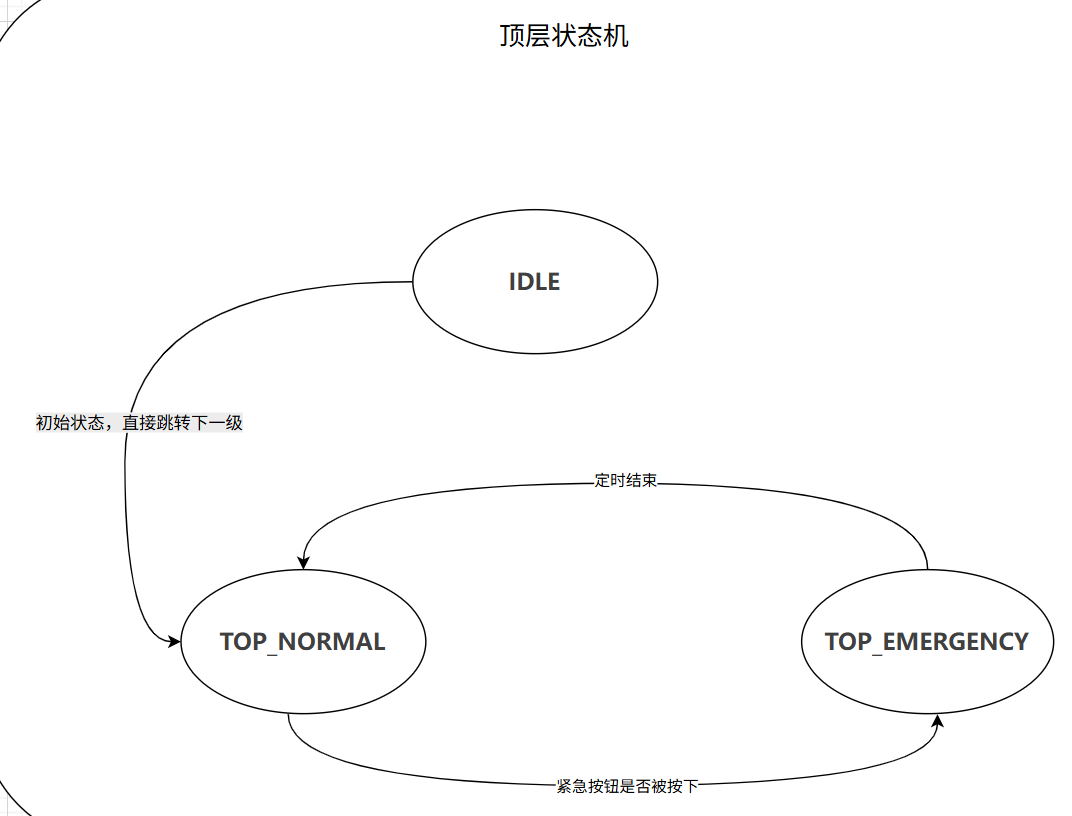 顶层状态机
IDLE
初始状态，直接跳转下一级
定时结束
TOP_NORMAL
TOP_EMERGENCY
紧急按钮是否被按下